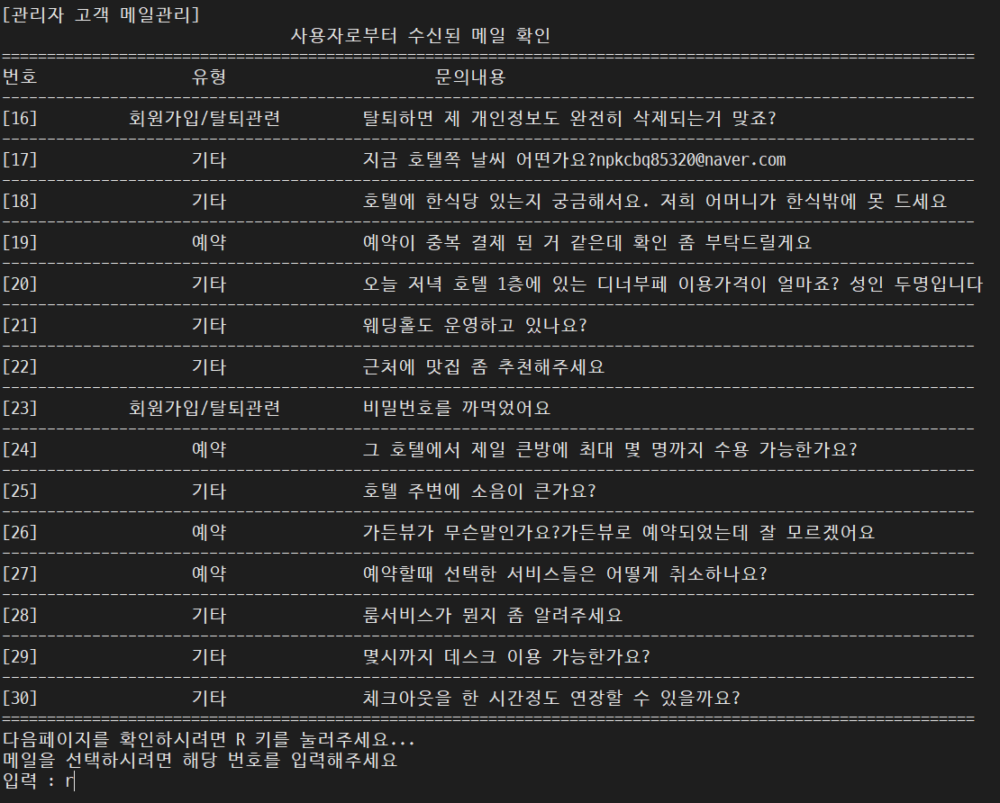 [관리자 고객 메일관리]
사용자로부터 수신된 메일 확인
============================================================================================================
번호 유형 문의내용
------------------------------------------------------------------------------------------------------------
[16] 회원가입/탈퇴관련 탈퇴하면 제 개인정보도 완전히 삭제되는거 맞죠?
------------------------------------------------------------------------------------------------------------
[17] 기타 지금 호텔쪽 날씨 어떤가요?npkcbq85320@naver.com
------------------------------------------------------------------------------------------------------------
[18] 기타 호텔에 한식당 있는지 궁금해서요. 저희 어머니가 한식밖에 못 드세요
------------------------------------------------------------------------------------------------------------
[19] 예약 예약이 중복 결제 된 거 같은데 확인 좀 부탁드릴게요
------------------------------------------------------------------------------------------------------------
[20] 기타 오늘 저녁 호텔 1층에 있는 디너부페 이용가격이 얼마죠? 성인 두명입니다
------------------------------------------------------------------------------------------------------------
[21] 기타 웨딩홀도 운영하고 있나요?
------------------------------------------------------------------------------------------------------------
[22] 기타 근처에 맛집 좀 추천해주세요
------------------------------------------------------------------------------------------------------------
[23] 회원가입/탈퇴관련 비밀번호를 까먹었어요
------------------------------------------------------------------------------------------------------------
[24] 예약 그 호텔에서 제일 큰방에 최대 몇 명까지 수용 가능한가요?
------------------------------------------------------------------------------------------------------------
[25] 기타 호텔 주변에 소음이 큰가요?
------------------------------------------------------------------------------------------------------------
[26] 예약 가든뷰가 무슨말인가요?가든뷰로 예약되었는데 잘 모르겠어요
------------------------------------------------------------------------------------------------------------
[27] 예약 예약할때 선택한 서비스들은 어떻게 취소하나요?
------------------------------------------------------------------------------------------------------------
[28] 기타 룸서비스가 뭔지 좀 알려주세요
------------------------------------------------------------------------------------------------------------
[29] 기타 몇시까지 데스크 이용 가능한가요?
------------------------------------------------------------------------------------------------------------
[30] 기타 체크아웃을 한 시간정도 연장할 수 있을까요?
============================================================================================================
다음페이지를 확인하시려면 R 키를 눌러주세요...
메일을 선택하시려면 해당 번호를 입력해주세요
입력 : r